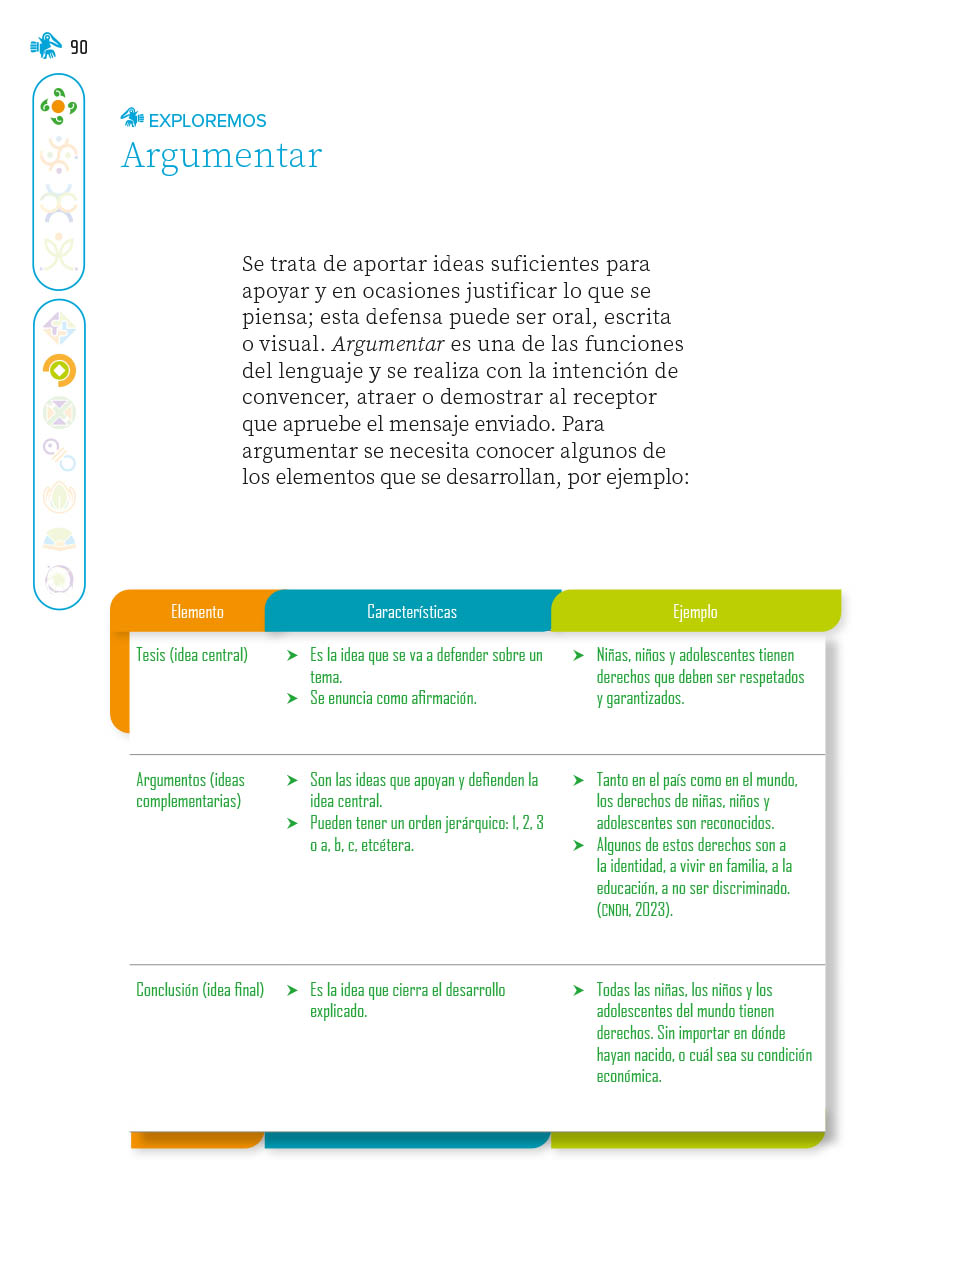 90
EXPLOREMOS
Argumentar
Se trata de aportar ideas suficientes para
apoyar y en ocasiones justificar lo que se
piensa; esta defensa puede ser oral, escrita
o visual. Argumentar es una de las funciones
del lenguaje y se realiza con la intención de
convencer, atraer o demostrar al receptor
que apruebe el mensaje enviado. Para
argumentar se necesita conocer algunos de
los elementos que se desarrollan, por ejemplo:
Elemento
Características
Ejemplo
Tesis (idea central)
➤ Es la idea que se va a defender sobre un
tema.
➤ Se enuncia como afirmación.
➤ Niñas, niños y adolescentes tienen
derechos que deben ser respetados
y garantizados.
Argumentos (ideas
complementarias)
➤ Son las ideas que apoyan y defienden la
idea central.
➤ Pueden tener un orden jerárquico: 1, 2, 3
o a, b, c, etcétera.
➤ Tanto en el país como en el mundo,
los derechos de niñas, niños y
adolescentes son reconocidos.
➤ Algunos de estos derechos son a
la identidad, a vivir en familia, a la
educación, a no ser discriminado.
(CNDH, 2023).
Conclusión (idea final)
➤ Es la idea que cierra el desarrollo
explicado.
➤ Todas las niñas, los niños y los
adolescentes del mundo tienen
derechos. Sin importar en dónde
hayan nacido, o cuál sea su condición
económica.